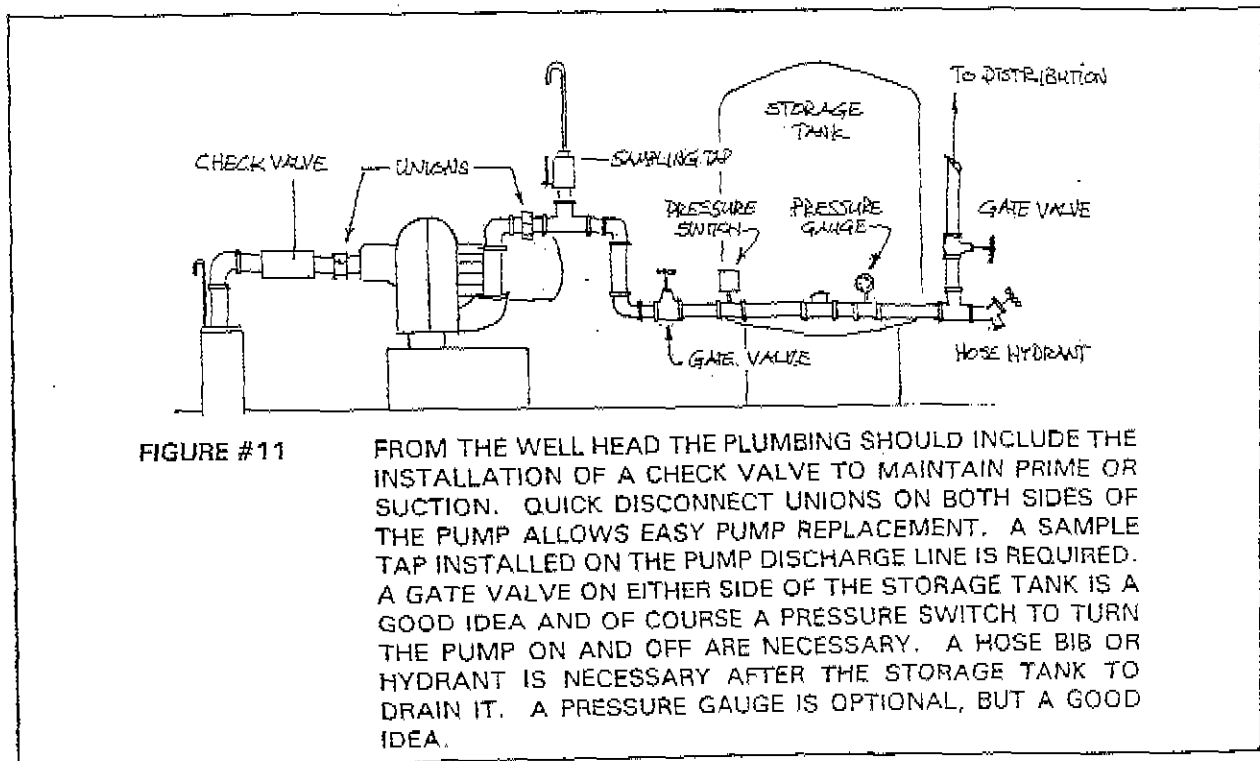 TO DISTRIBUTION
STORAGE
TANK
CHECK VALVE
UNIONS
SAMPLING TAP
PRESSURE
SWITCH
PRESSURE
GAUGE
GATE VALVE
GATE VALVE
HOSE HYDRANT
FIGURE #11
FROM THE WELL HEAD THE PLUMBING SHOULD INCLUDE THE
INSTALLATION OF A CHECK VALVE TO MAINTAIN PRIME OR
SUCTION. QUICK DISCONNECT UNIONS ON BOTH SIDES OF
THE PUMP ALLOWS EASY PUMP REPLACEMENT. A SAMPLE
TAP INSTALLED ON THE PUMP DISCHARGE LINE IS REQUIRED.
A GATE VALVE ON EITHER SIDE OF THE STORAGE TANK IS A
GOOD IDEA AND OF COURSE A PRESSURE SWITCH TO TURN
THE PUMP ON AND OFF ARE NECESSARY. A HOSE BIB OR
HYDRANT IS NECESSARY AFTER THE STORAGE TANK TO
DRAIN IT. A PRESSURE GAUGE IS OPTIONAL, BUT A GOOD
IDEA.